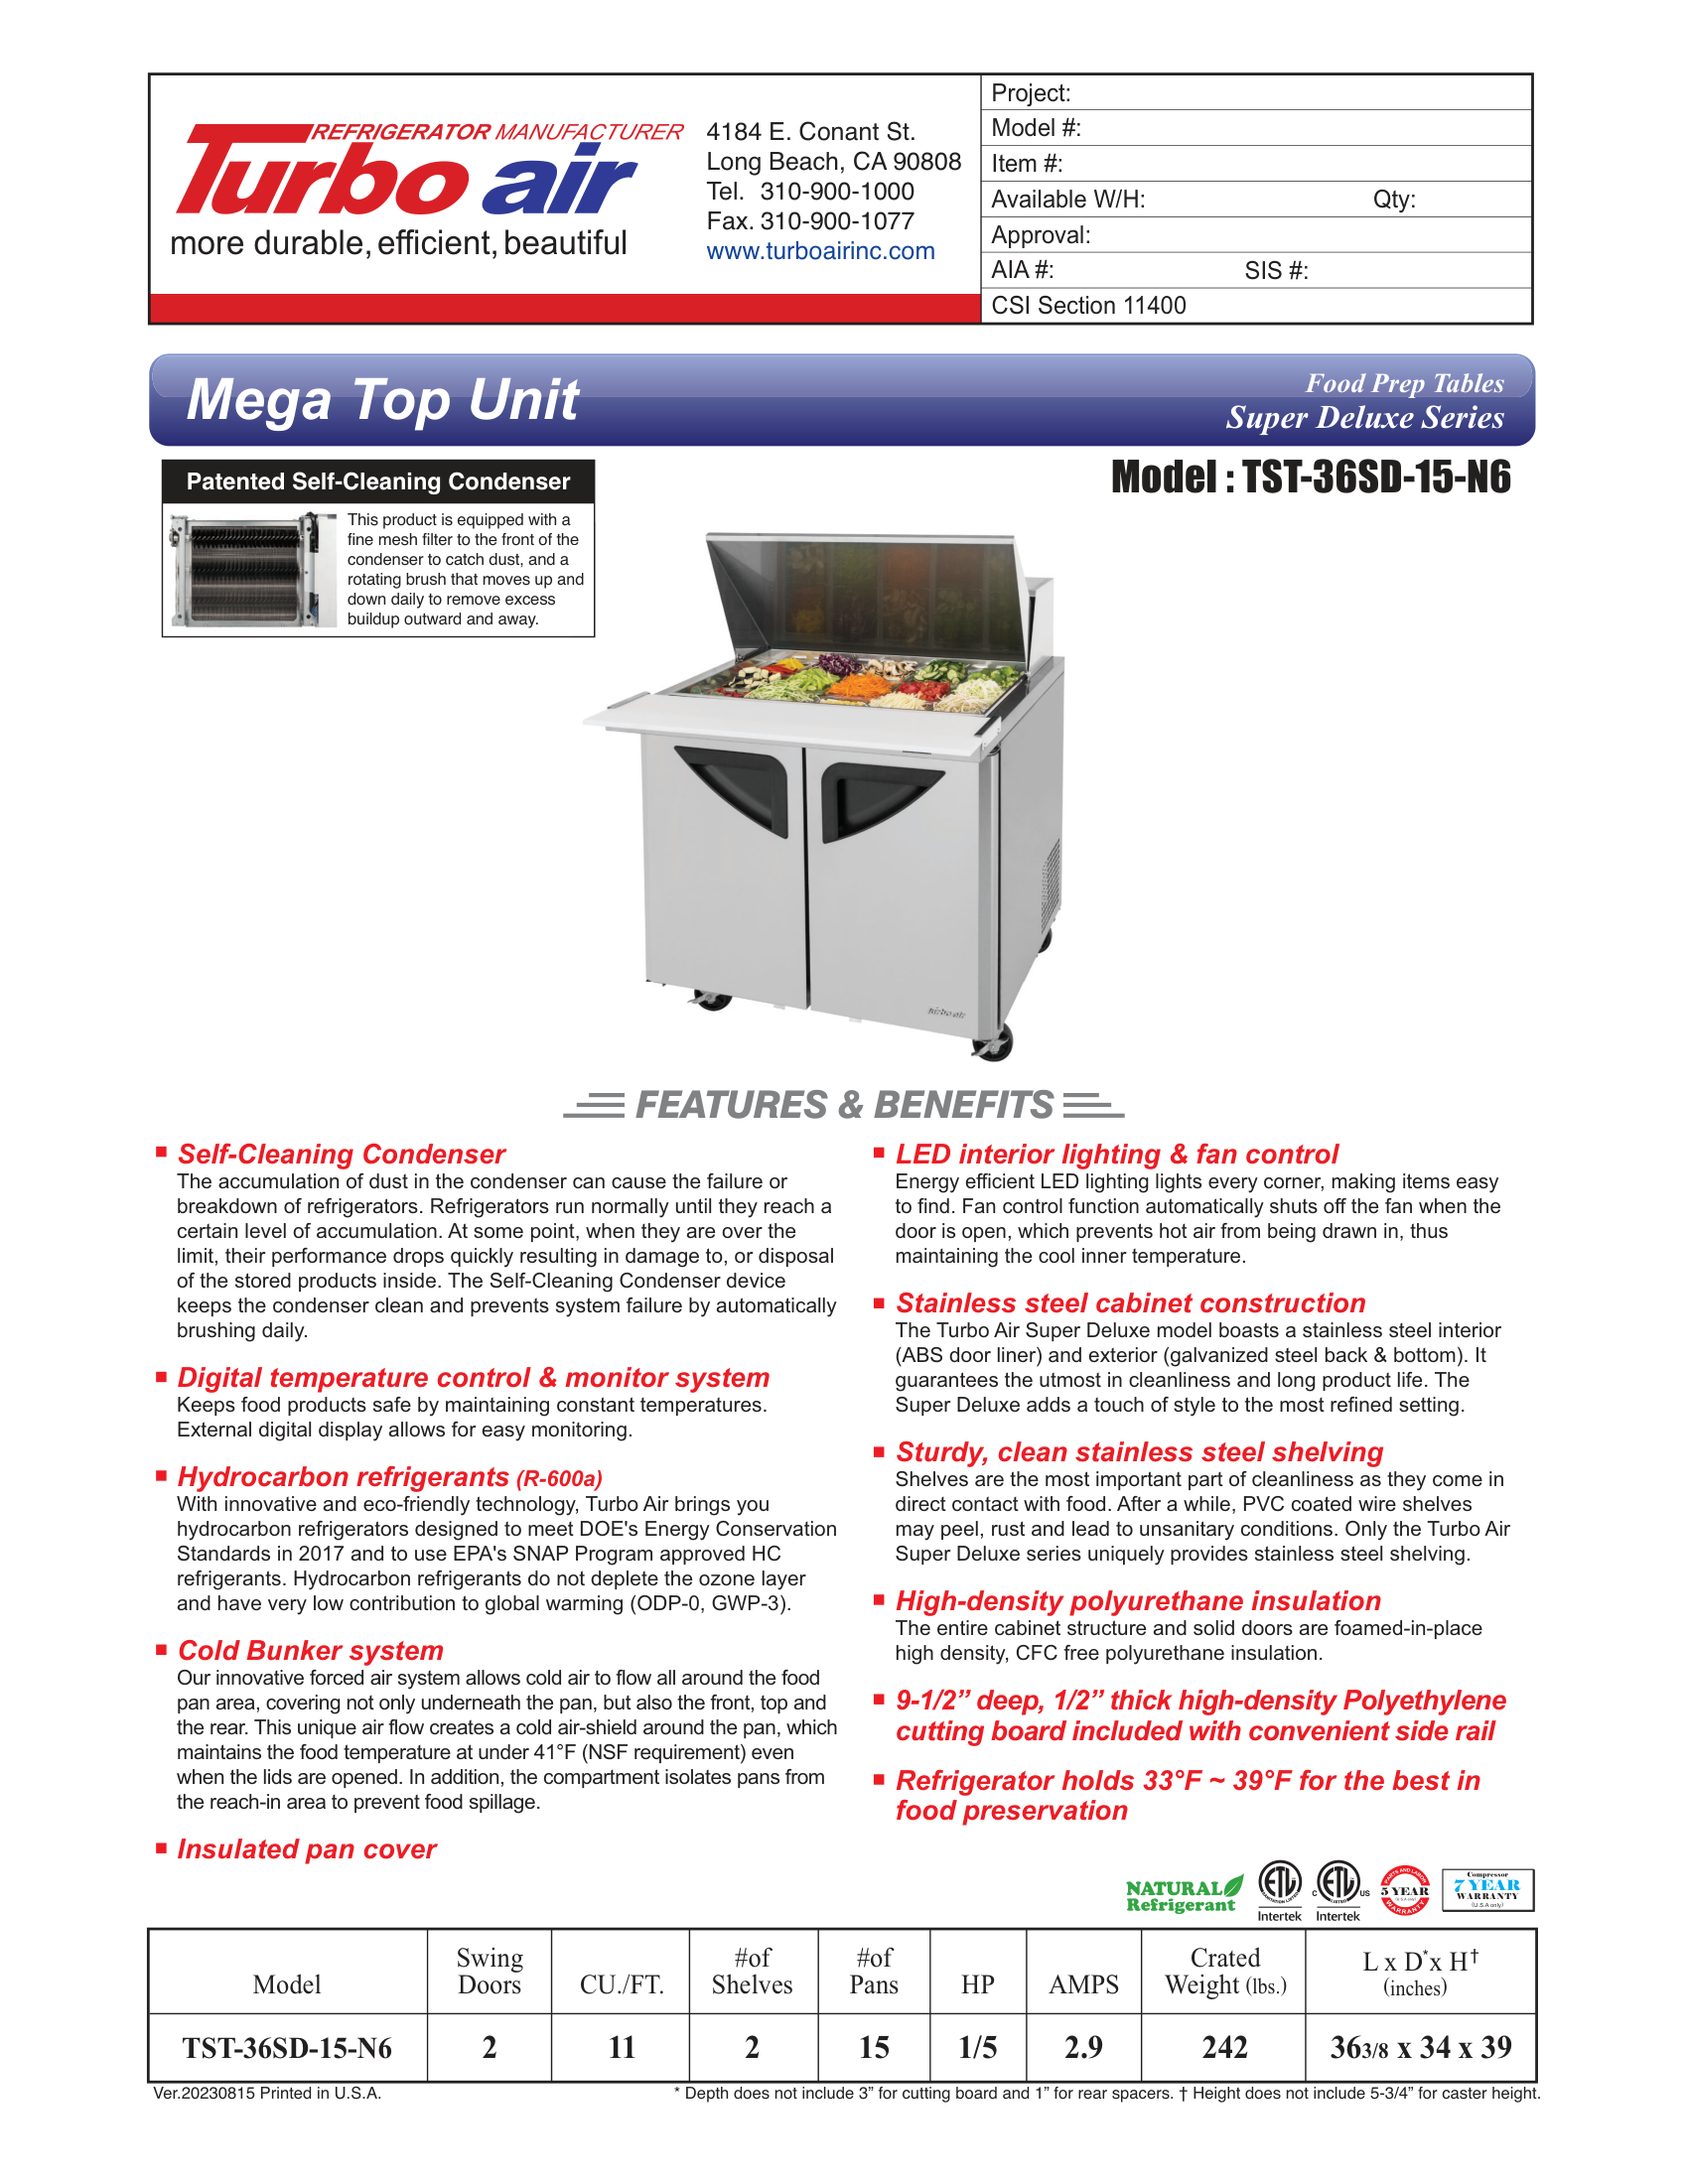 REFRIGERATOR MANUFACTURER
Turbo air
more durable, efficient, beautiful
4184 E. Conant St.
Long Beach, CA 90808
Tel. 310-900-1000
Fax. 310-900-1077
www.turboairinc.com
Project:
Model #:
Item #:
Available W/H: Qty:
Approval:
AIA #: SIS #:
CSI Section 11400
Mega Top Unit
Food Prep Tables
Super Deluxe Series
Patented Self-Cleaning Condenser
This product is equipped with a
fine mesh filter to the front of the
condenser to catch dust, and a
rotating brush that moves up and
down daily to remove excess
buildup outward and away.
Model : TST-36SD-15-N6
turbo air
FEATURES & BENEFITS
■ Self-Cleaning Condenser
The accumulation of dust in the condenser can cause the failure or
breakdown of refrigerators. Refrigerators run normally until they reach a
certain level of accumulation. At some point, when they are over the
limit, their performance drops quickly resulting in damage to, or disposal
of the stored products inside. The Self-Cleaning Condenser device
keeps the condenser clean and prevents system failure by automatically
brushing daily.
■ Digital temperature control & monitor system
Keeps food products safe by maintaining constant temperatures.
External digital display allows for easy monitoring.
■ Hydrocarbon refrigerants (R-600a)
With innovative and eco-friendly technology, Turbo Air brings you
hydrocarbon refrigerators designed to meet DOE's Energy Conservation
Standards in 2017 and to use EPA's SNAP Program approved HC
refrigerants. Hydrocarbon refrigerants do not deplete the ozone layer
and have very low contribution to global warming (ODP-0, GWP-3).
■ Cold Bunker system
Our innovative forced air system allows cold air to flow all around the food
pan area, covering not only underneath the pan, but also the front, top and
the rear. This unique air flow creates a cold air-shield around the pan, which
maintains the food temperature at under 41°F (NSF requirement) even
when the lids are opened. In addition, the compartment isolates pans from
the reach-in area to prevent food spillage.
■ Insulated pan cover
■ LED interior lighting & fan control
Energy efficient LED lighting lights every corner, making items easy
to find. Fan control function automatically shuts off the fan when the
door is open, which prevents hot air from being drawn in, thus
maintaining the cool inner temperature.
■ Stainless steel cabinet construction
The Turbo Air Super Deluxe model boasts a stainless steel interior
(ABS door liner) and exterior (galvanized steel back & bottom). It
guarantees the utmost in cleanliness and long product life. The
Super Deluxe adds a touch of style to the most refined setting.
■ Sturdy, clean stainless steel shelving
Shelves are the most important part of cleanliness as they come in
direct contact with food. After a while, PVC coated wire shelves
may peel, rust and lead to unsanitary conditions. Only the Turbo Air
Super Deluxe series uniquely provides stainless steel shelving.
■ High-density polyurethane insulation
The entire cabinet structure and solid doors are foamed-in-place
high density, CFC free polyurethane insulation.
■ 9-1/2” deep, 1/2” thick high-density Polyethylene
cutting board included with convenient side rail
■ Refrigerator holds 33°F ~ 39°F for the best in
food preservation
NATURAL
Refrigerant
ETL
SANITATION LISTED
Intertek
C ETL US
LISTED
Intertek
PARTS AND LABOR
5 YEAR
(U.S.A only)
WARRANTY
Compressor
7 YEAR
WARRANTY
(U.S.A only)
Model Swing Doors CU./FT. #of Shelves #of Pans HP AMPS Crated Weight (lbs.) L x D* x H† (inches)
TST-36SD-15-N6 2 11 2 15 1/5 2.9 242 363/8 x 34 x 39
Ver.20230815 Printed in U.S.A.
* Depth does not include 3” for cutting board and 1” for rear spacers. † Height does not include 5-3/4” for caster height.